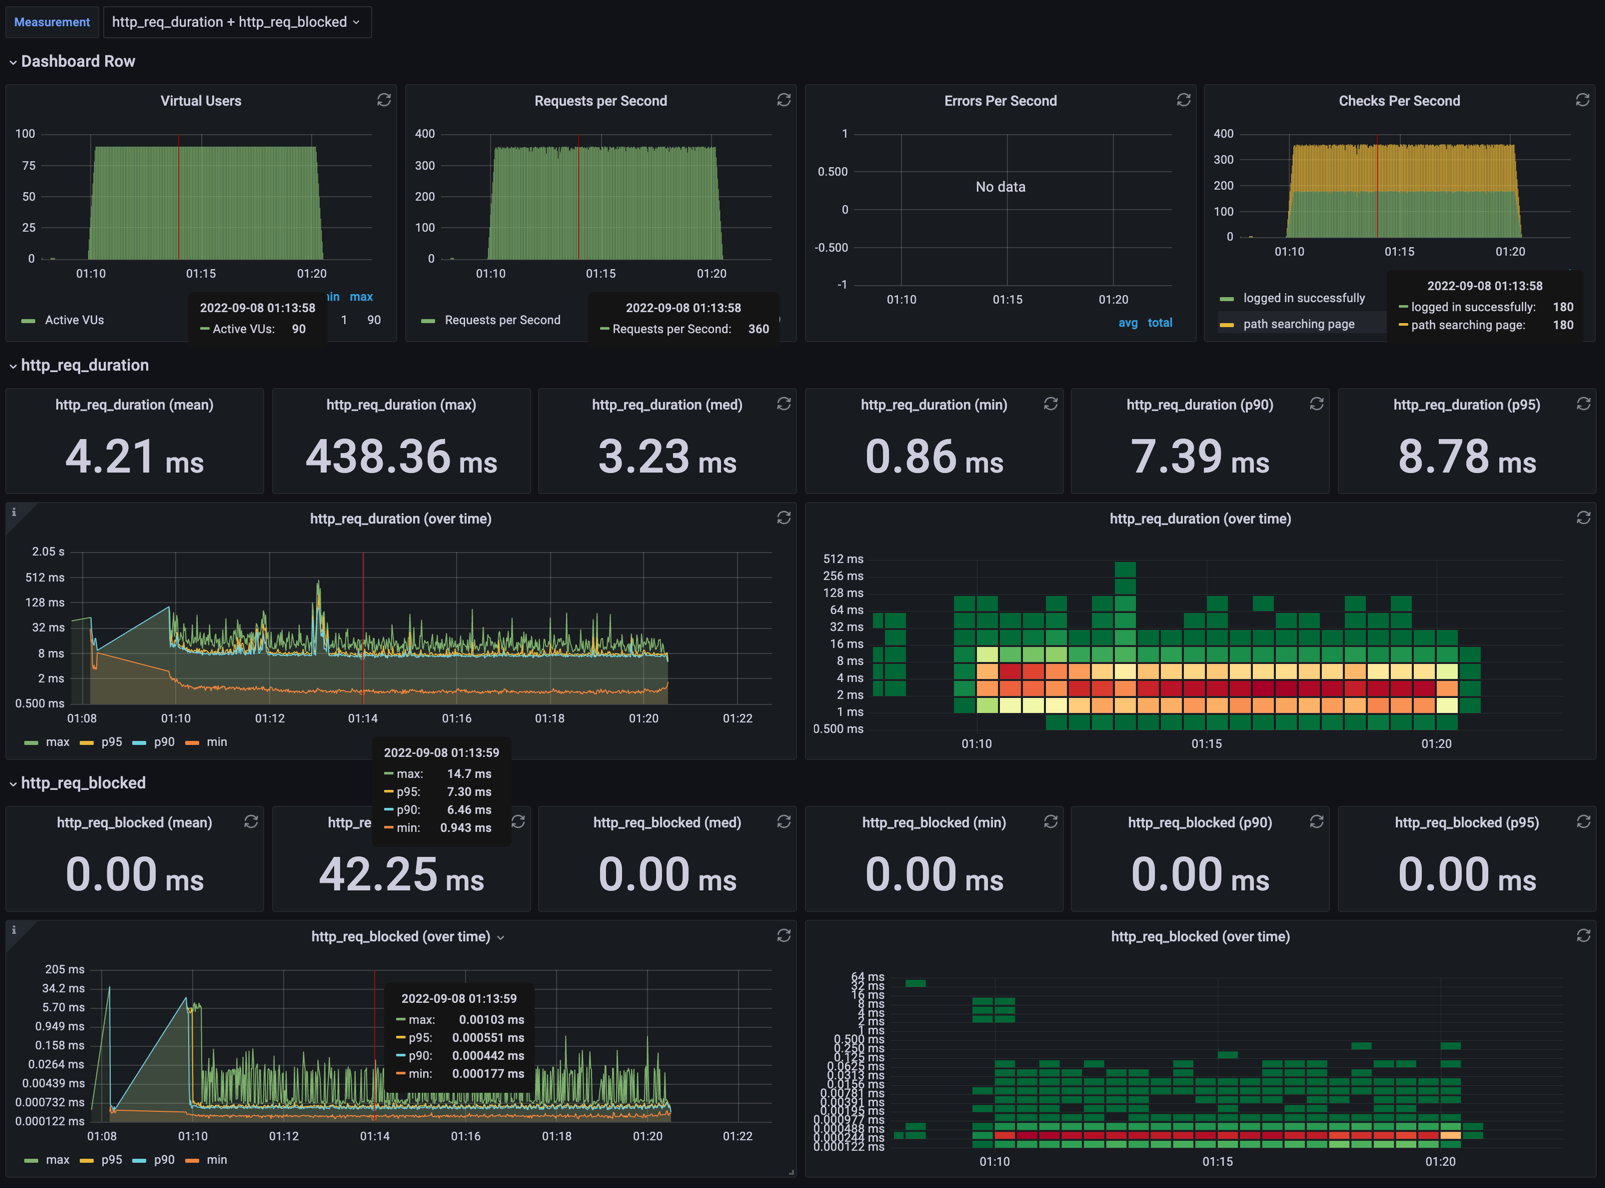 Measurement http_req_duration + http_req_blocked
Dashboard Row
Virtual Users
100
75
50
25
0
01:10 01:15 01:20
min max
Active VUs 1 90
2022-09-08 01:13:58
Active VUs: 90
Requests per Second
400
300
200
100
0
01:10 01:15 01:20
Requests per Second
2022-09-08 01:13:58
Requests per Second: 360
Errors Per Second
1
0.500
0
-0.500
-1
No data
01:10 01:15 01:20
avg total
Checks Per Second
400
300
200
100
0
01:10 01:15 01:20
logged in successfully
path searching page
2022-09-08 01:13:58
logged in successfully: 180
path searching page: 180
http_req_duration
http_req_duration (mean)
4.21 ms
http_req_duration (max)
438.36 ms
http_req_duration (med)
3.23 ms
http_req_duration (min)
0.86 ms
http_req_duration (p90)
7.39 ms
http_req_duration (p95)
8.78 ms
i
http_req_duration (over time)
2.05 s
512 ms
128 ms
32 ms
8 ms
2 ms
0.500 ms
01:08 01:10 01:12 01:14 01:16 01:18 01:20 01:22
max p95 p90 min
2022-09-08 01:13:59
max: 14.7 ms
p95: 7.30 ms
p90: 6.46 ms
min: 0.943 ms
http_req_duration (over time)
512 ms
256 ms
128 ms
64 ms
32 ms
16 ms
8 ms
4 ms
2 ms
1 ms
0.500 ms
01:10 01:15 01:20
http_req_blocked
http_req_blocked (mean)
0.00 ms
http_re
42.25 ms
http_req_blocked (med)
0.00 ms
http_req_blocked (min)
0.00 ms
http_req_blocked (p90)
0.00 ms
http_req_blocked (p95)
0.00 ms
i
http_req_blocked (over time)
205 ms
34.2 ms
5.70 ms
0.949 ms
0.158 ms
0.0264 ms
0.00439 ms
0.000732 ms
0.000122 ms
01:08 01:10 01:12 01:14 01:16 01:18 01:20 01:22
max p95 p90 min
2022-09-08 01:13:59
max: 0.00103 ms
p95: 0.000551 ms
p90: 0.000442 ms
min: 0.000177 ms
http_req_blocked (over time)
64 ms
32 ms
16 ms
8 ms
4 ms
2 ms
1 ms
0.500 ms
0.250 ms
0.125 ms
0.0625 ms
0.0313 ms
0.0156 ms
0.00781 ms
0.00391 ms
0.00195 ms
0.000977 ms
0.000488 ms
0.000244 ms
0.000122 ms
01:10 01:15 01:20